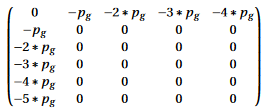 0 −p_g −2∗p_g −3∗p_g −4∗p_g
−p_g 0 0 0 0
−2∗p_g 0 0 0 0
−3∗p_g 0 0 0 0
−4∗p_g 0 0 0 0
−5∗p_g 0 0 0 0